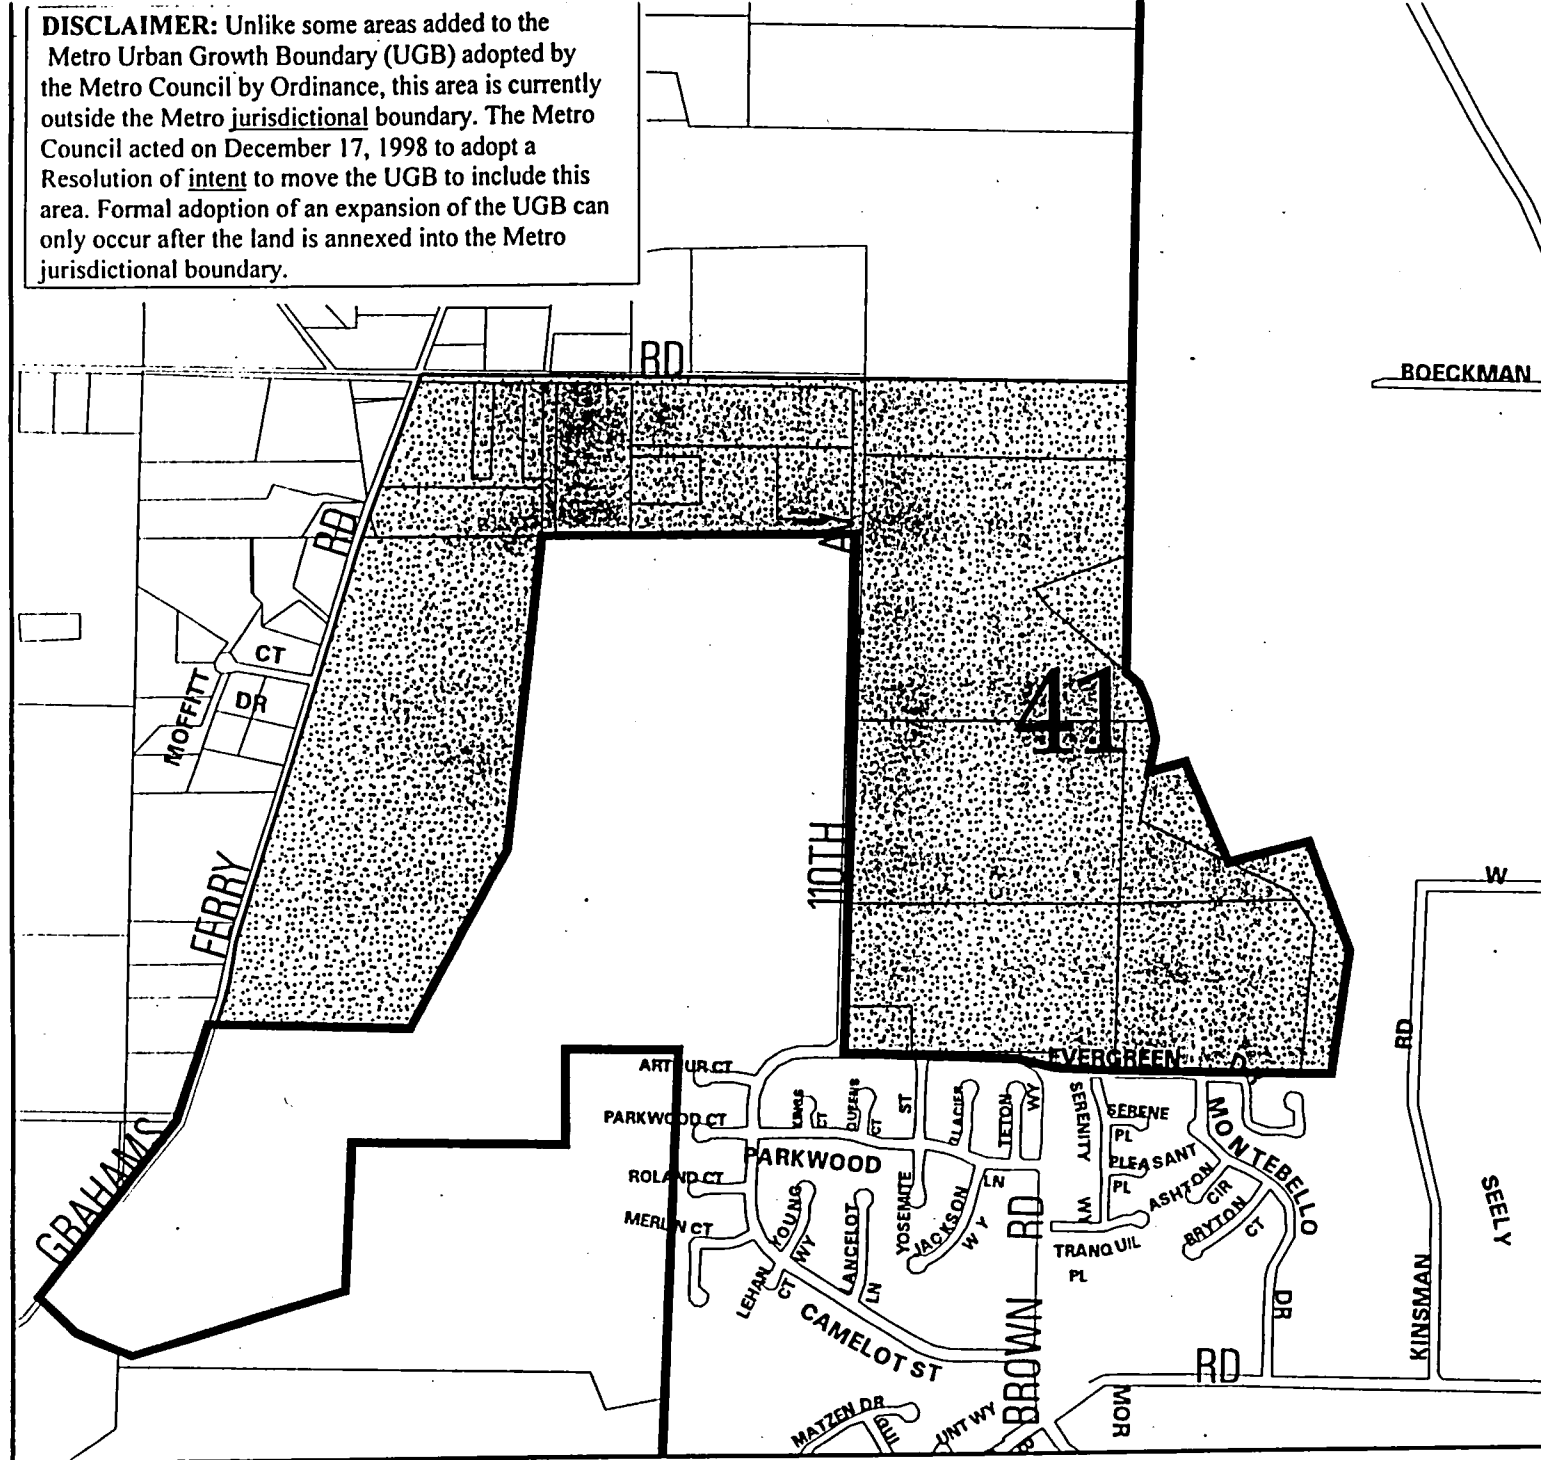 DISCLAIMER: Unlike some areas added to the
Metro Urban Growth Boundary (UGB) adopted by
the Metro Council by Ordinance, this area is currently
outside the Metro jurisdictional boundary. The Metro
Council acted on December 17, 1998 to adopt a
Resolution of intent to move the UGB to include this
area. Formal adoption of an expansion of the UGB can
only occur after the land is annexed into the Metro
jurisdictional boundary.
RD
BOECKMAN
RD
CT
DR
MOFFITT
41
110TH
FERRY
W
RD
EVERGREEN
DR
ARTHUR CT
PARKWOOD CT
KINGS
CT
QUEENS
CT
ST
GLACIER
TETON
WY
SERENITY
WY
SERENE
PL
PLEASANT
PL
MONTEBELLO
DR
PARKWOOD
LN
ROLAND CT
MERLIN CT
YOUNG
WY
YOSEMITE
JACKSON
WY
ASHTON
CIR
BRYTON
CT
TRANQUIL
PL
GRAHAMS
SEELY
LEHAN
CT
LN
CAMELOT ST
BROWN
RD
RD
KINSMAN
MATZEN DR
UNT WY
MOR